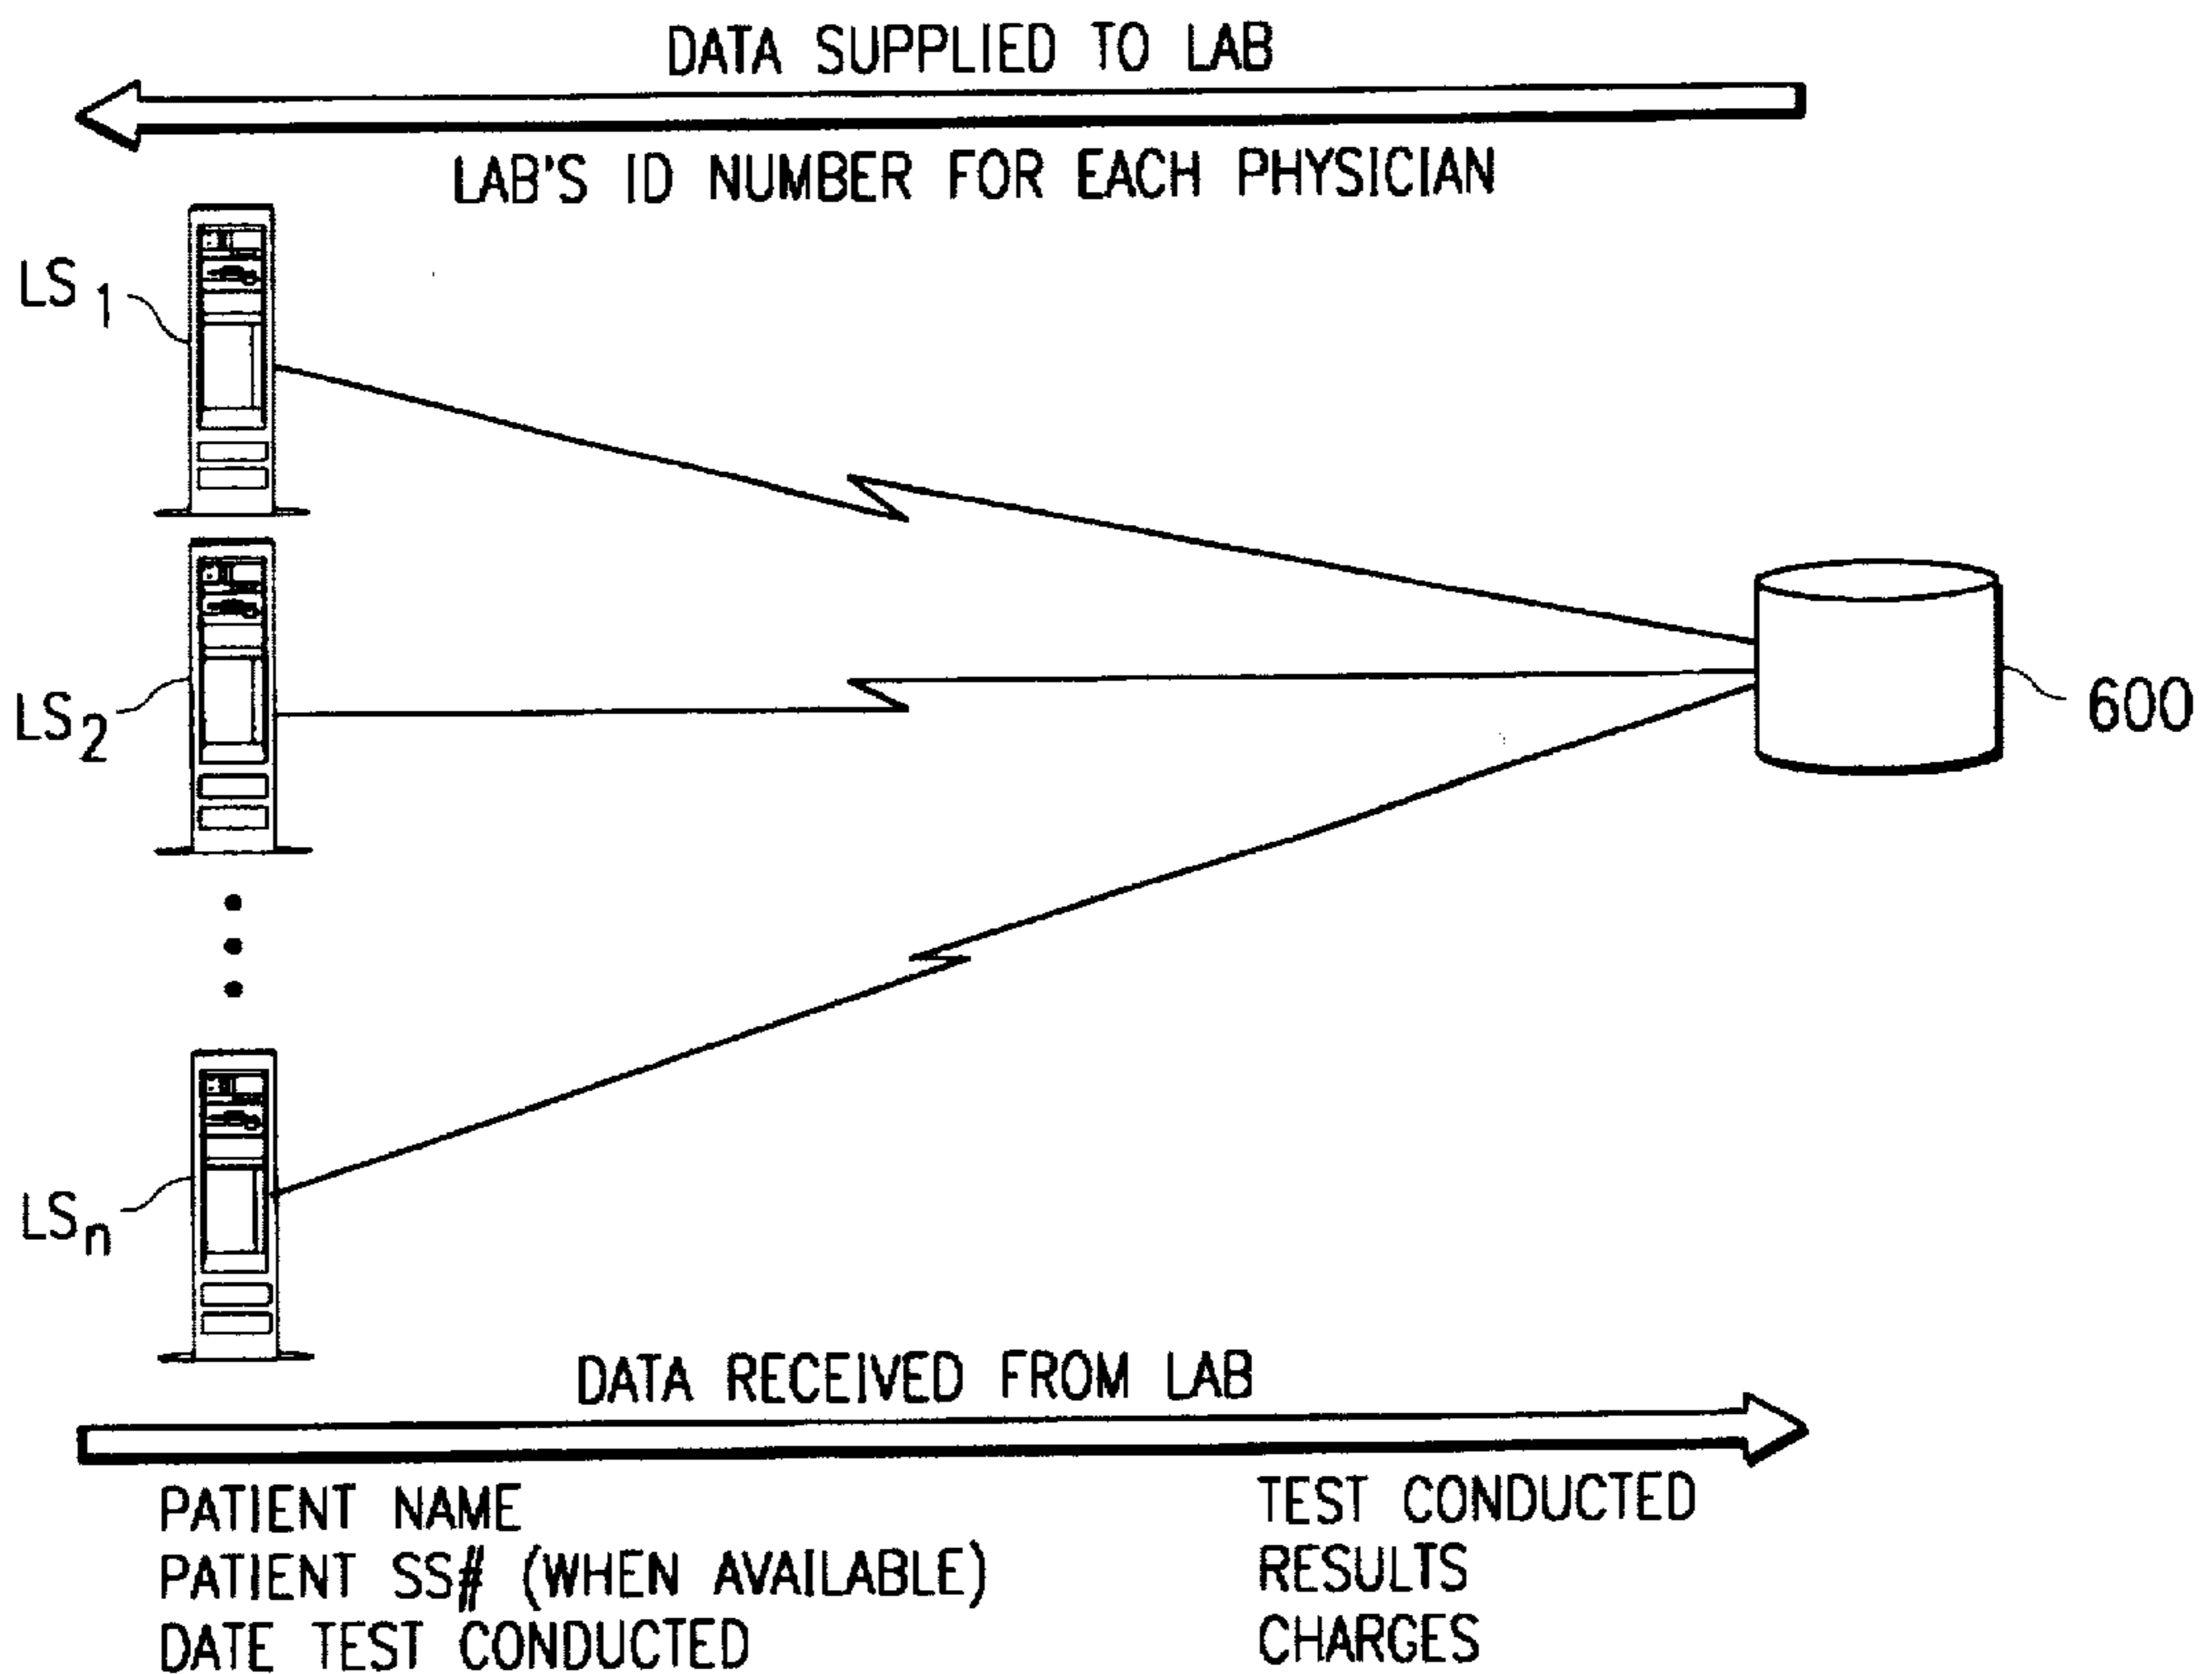 DATA SUPPLIED TO LAB
LAB'S ID NUMBER FOR EACH PHYSICIAN
LS1
LS2
600
LSn
DATA RECEIVED FROM LAB
PATIENT NAME
PATIENT SS# (WHEN AVAILABLE)
DATE TEST CONDUCTED
TEST CONDUCTED
RESULTS
CHARGES